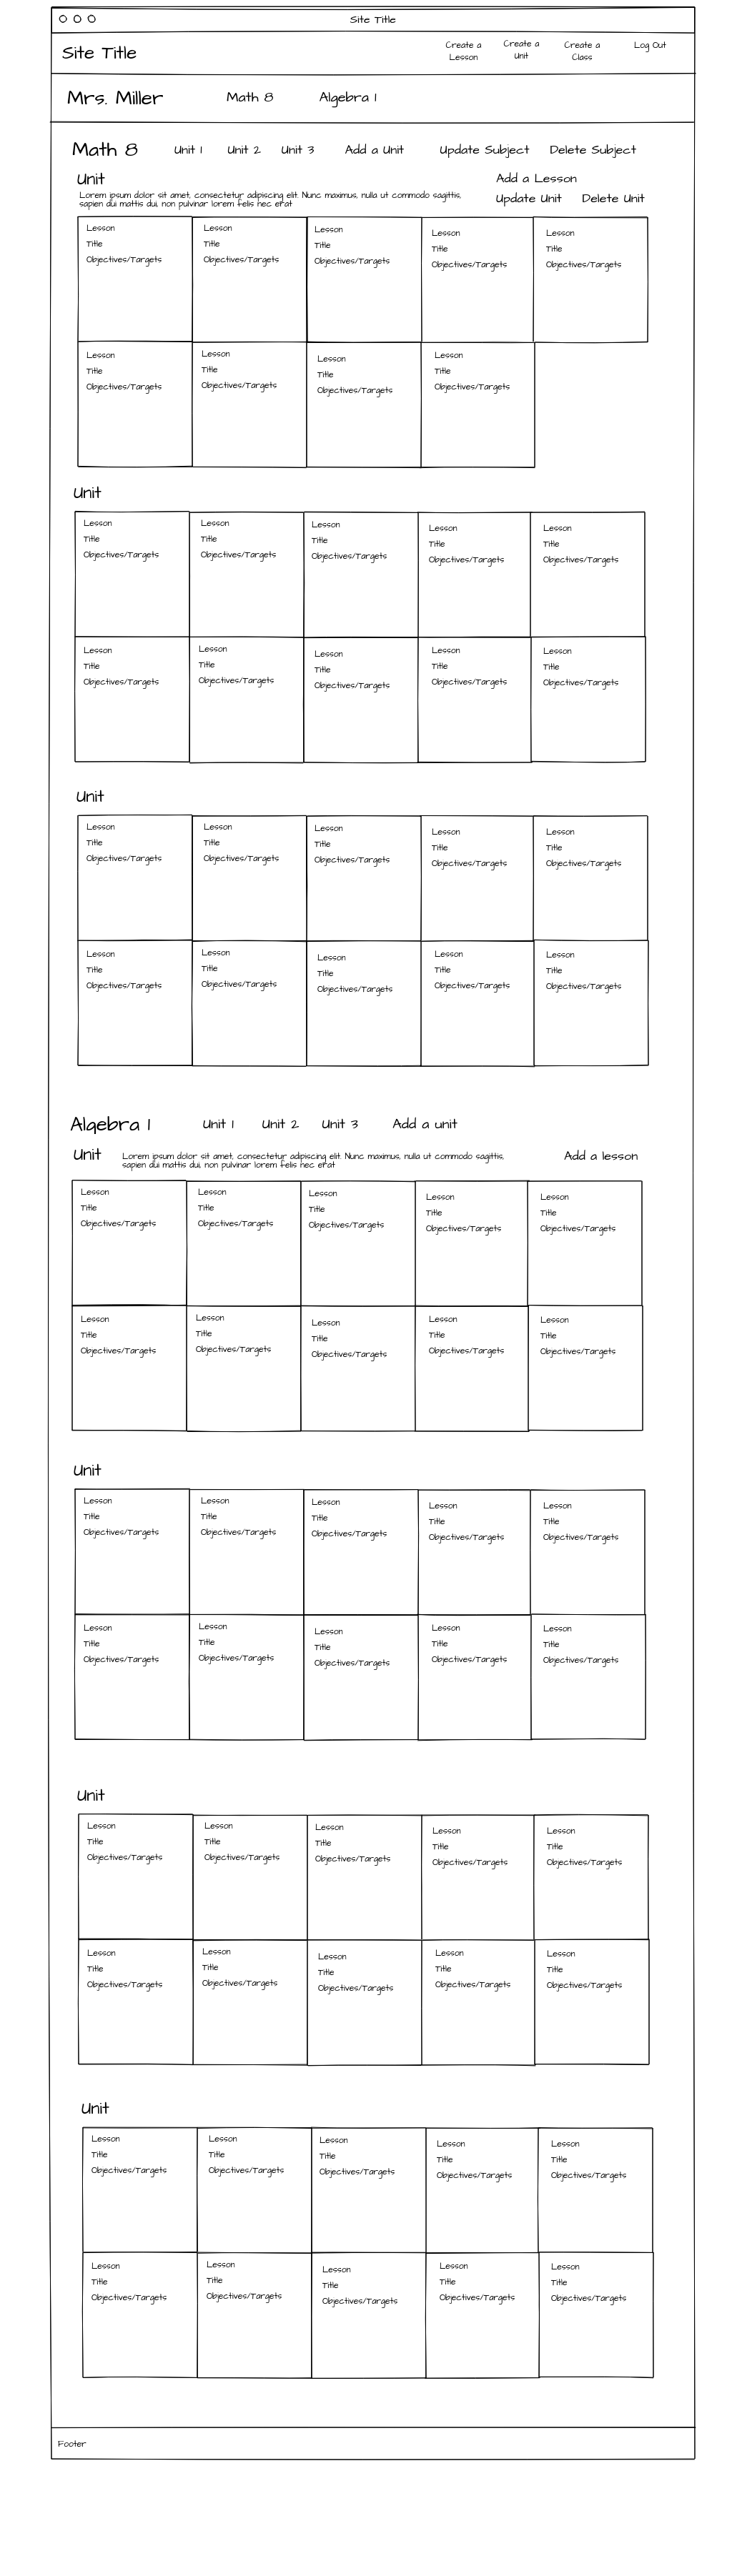 Site Title
Site Title
Create a
Lesson
Create a
Unit
Create a
Class
Log Out
Mrs. Miller
Math 8
Algebra 1
Math 8
Unit 1
Unit 2
Unit 3
Add a Unit
Update Subject
Delete Subject
Unit
Add a Lesson
Lorem ipsum dolor sit amet, consectetur adipiscing elit. Nunc maximus, nulla ut commodo sagittis,
sapien dui mattis dui, non pulvinar lorem felis nec erat
Update Unit
Delete Unit
Lesson
Title
Objectives/Targets
Lesson
Title
Objectives/Targets
Lesson
Title
Objectives/Targets
Lesson
Title
Objectives/Targets
Lesson
Title
Objectives/Targets
Lesson
Title
Objectives/Targets
Lesson
Title
Objectives/Targets
Lesson
Title
Objectives/Targets
Lesson
Title
Objectives/Targets
Unit
Lesson
Title
Objectives/Targets
Lesson
Title
Objectives/Targets
Lesson
Title
Objectives/Targets
Lesson
Title
Objectives/Targets
Lesson
Title
Objectives/Targets
Lesson
Title
Objectives/Targets
Lesson
Title
Objectives/Targets
Lesson
Title
Objectives/Targets
Lesson
Title
Objectives/Targets
Lesson
Title
Objectives/Targets
Unit
Lesson
Title
Objectives/Targets
Lesson
Title
Objectives/Targets
Lesson
Title
Objectives/Targets
Lesson
Title
Objectives/Targets
Lesson
Title
Objectives/Targets
Lesson
Title
Objectives/Targets
Lesson
Title
Objectives/Targets
Lesson
Title
Objectives/Targets
Lesson
Title
Objectives/Targets
Lesson
Title
Objectives/Targets
Algebra 1
Unit 1
Unit 2
Unit 3
Add a unit
Unit
Lorem ipsum dolor sit amet, consectetur adipiscing elit. Nunc maximus, nulla ut commodo sagittis,
sapien dui mattis dui, non pulvinar lorem felis nec erat
Add a lesson
Lesson
Title
Objectives/Targets
Lesson
Title
Objectives/Targets
Lesson
Title
Objectives/Targets
Lesson
Title
Objectives/Targets
Lesson
Title
Objectives/Targets
Lesson
Title
Objectives/Targets
Lesson
Title
Objectives/Targets
Lesson
Title
Objectives/Targets
Lesson
Title
Objectives/Targets
Lesson
Title
Objectives/Targets
Unit
Lesson
Title
Objectives/Targets
Lesson
Title
Objectives/Targets
Lesson
Title
Objectives/Targets
Lesson
Title
Objectives/Targets
Lesson
Title
Objectives/Targets
Lesson
Title
Objectives/Targets
Lesson
Title
Objectives/Targets
Lesson
Title
Objectives/Targets
Lesson
Title
Objectives/Targets
Lesson
Title
Objectives/Targets
Unit
Lesson
Title
Objectives/Targets
Lesson
Title
Objectives/Targets
Lesson
Title
Objectives/Targets
Lesson
Title
Objectives/Targets
Lesson
Title
Objectives/Targets
Lesson
Title
Objectives/Targets
Lesson
Title
Objectives/Targets
Lesson
Title
Objectives/Targets
Lesson
Title
Objectives/Targets
Lesson
Title
Objectives/Targets
Unit
Lesson
Title
Objectives/Targets
Lesson
Title
Objectives/Targets
Lesson
Title
Objectives/Targets
Lesson
Title
Objectives/Targets
Lesson
Title
Objectives/Targets
Lesson
Title
Objectives/Targets
Lesson
Title
Objectives/Targets
Lesson
Title
Objectives/Targets
Lesson
Title
Objectives/Targets
Lesson
Title
Objectives/Targets
Footer